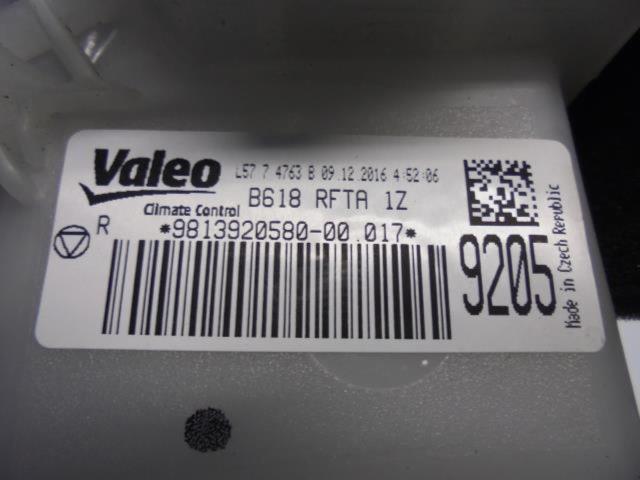 Valeo
L57 7 4763 B 09.12.2016 4:52:06
Climate Control
B618 RFTA 1Z
R
*9813920580-00.017*
9205
Made in Czech Republic